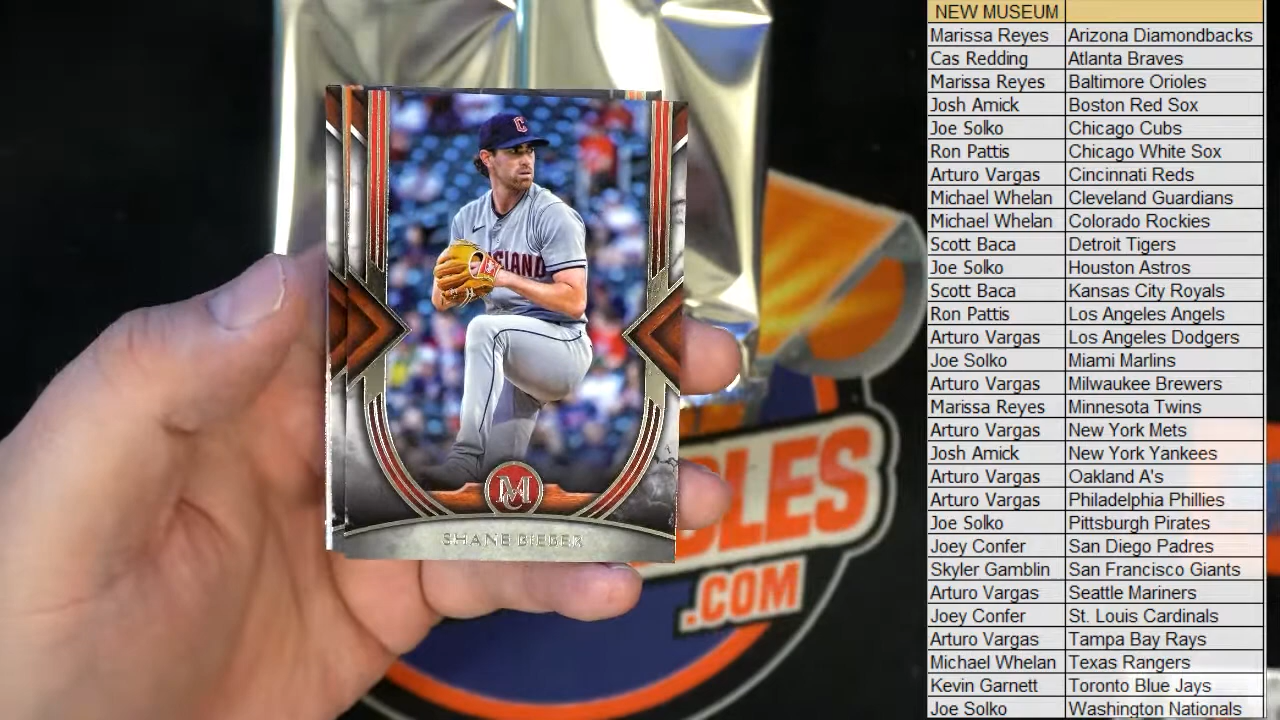 C
ELAND
MC
SHANE BIEBER
LES
.COM
NEW MUSEUM
Marissa Reyes Arizona Diamondbacks
Cas Redding Atlanta Braves
Marissa Reyes Baltimore Orioles
Josh Amick Boston Red Sox
Joe Solko Chicago Cubs
Ron Pattis Chicago White Sox
Arturo Vargas Cincinnati Reds
Michael Whelan Cleveland Guardians
Michael Whelan Colorado Rockies
Scott Baca Detroit Tigers
Joe Solko Houston Astros
Scott Baca Kansas City Royals
Ron Pattis Los Angeles Angels
Arturo Vargas Los Angeles Dodgers
Joe Solko Miami Marlins
Arturo Vargas Milwaukee Brewers
Marissa Reyes Minnesota Twins
Arturo Vargas New York Mets
Josh Amick New York Yankees
Arturo Vargas Oakland A's
Arturo Vargas Philadelphia Phillies
Joe Solko Pittsburgh Pirates
Joey Confer San Diego Padres
Skyler Gamblin San Francisco Giants
Arturo Vargas Seattle Mariners
Joey Confer St. Louis Cardinals
Arturo Vargas Tampa Bay Rays
Michael Whelan Texas Rangers
Kevin Garnett Toronto Blue Jays
Joe Solko Washington Nationals